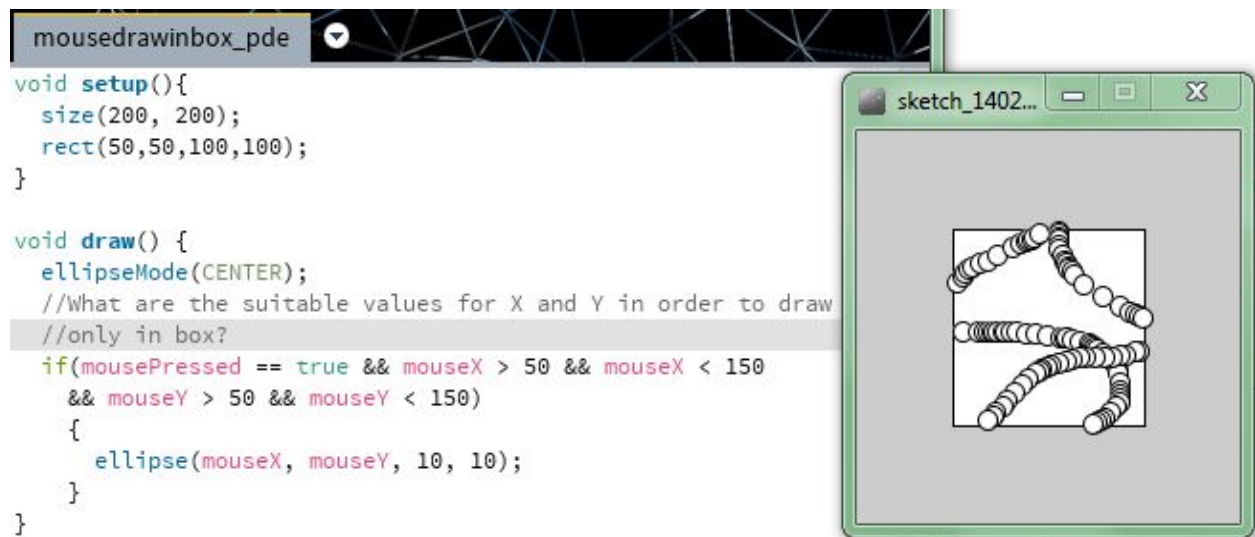 mousedrawinbox_pde
void setup(){
  size(200, 200);
  rect(50,50,100,100);
}

void draw() {
  ellipseMode(CENTER);
  //What are the suitable values for X and Y in order to draw
  //only in box?
  if(mousePressed == true && mouseX > 50 && mouseX < 150
    && mouseY > 50 && mouseY < 150)
    {
      ellipse(mouseX, mouseY, 10, 10);
    }
}
sketch_1402...